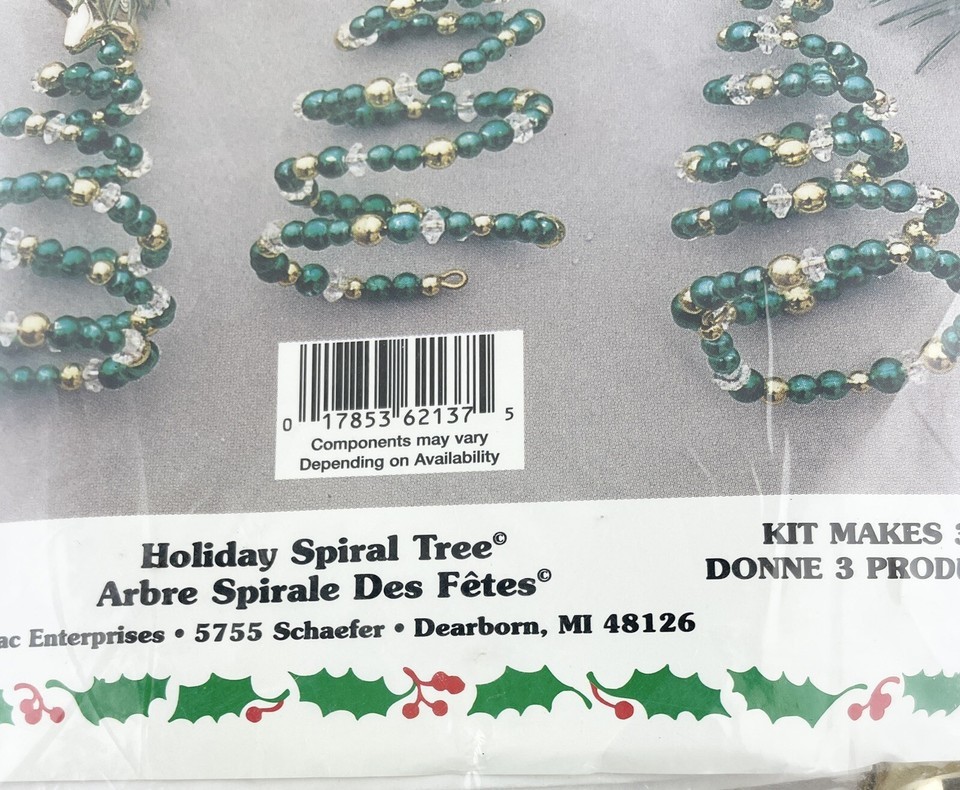 0 17853 62137 5
Components may vary
Depending on Availability
Holiday Spiral Tree©
Arbre Spirale Des Fêtes©
ac Enterprises • 5755 Schaefer • Dearborn, MI 48126
KIT MAKES 3
DONNE 3 PRODU